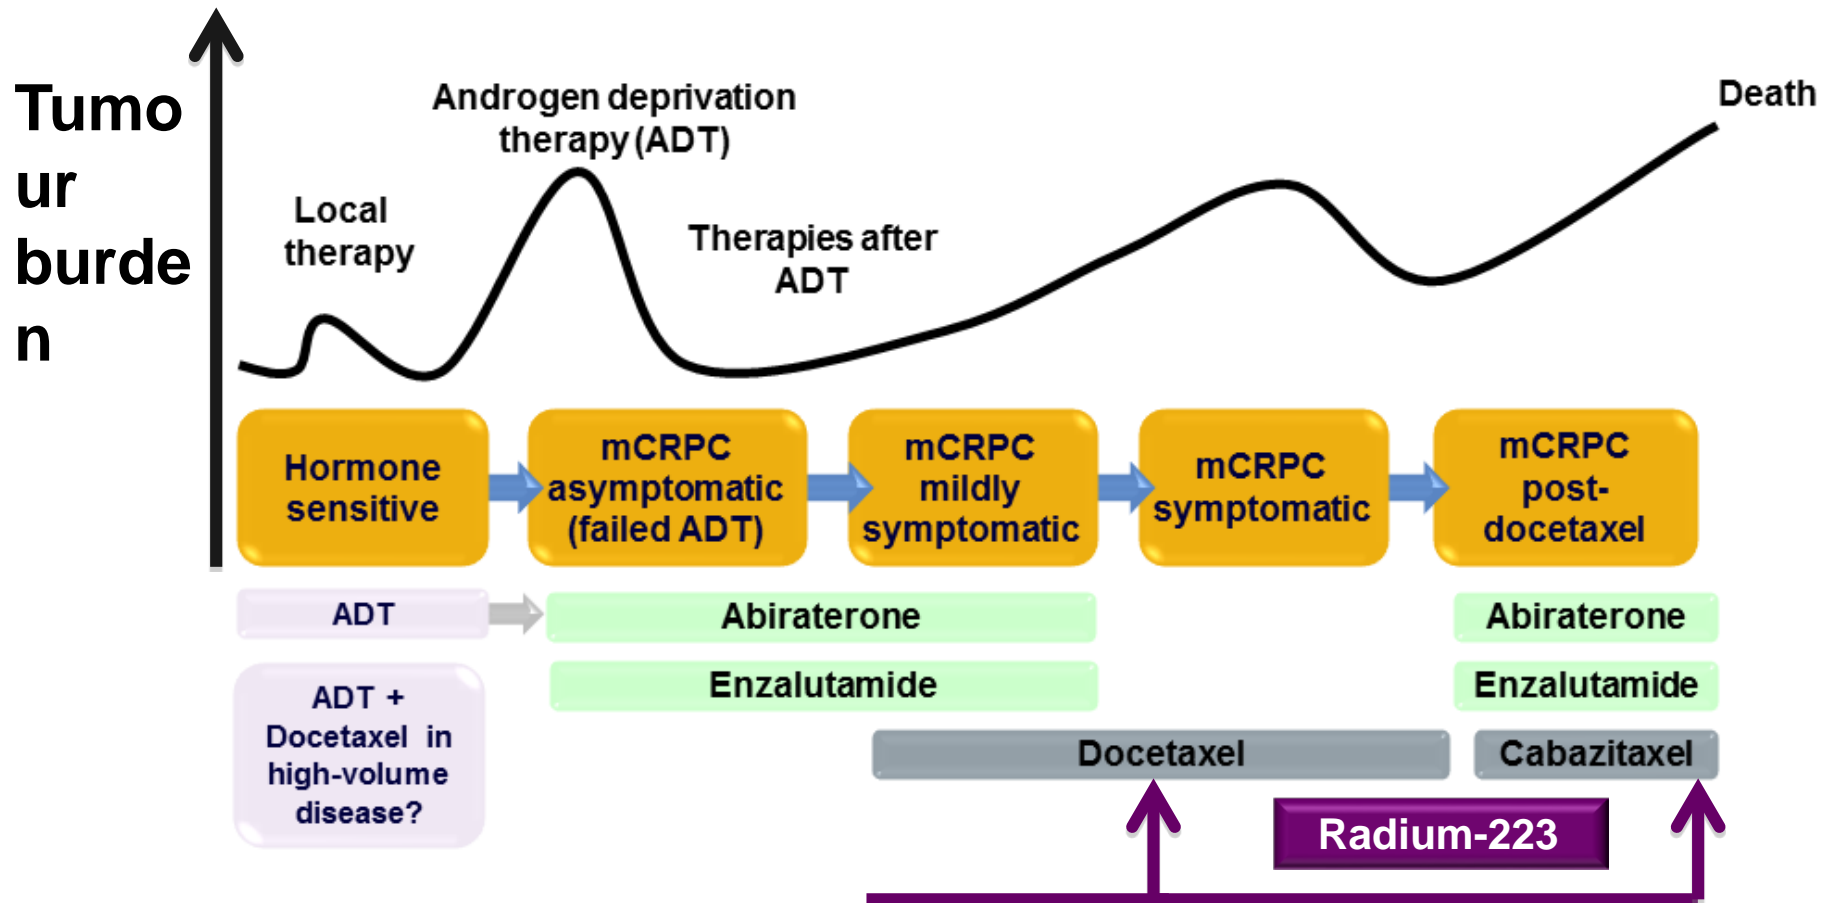 Tumo
ur
burde
n
Local
therapy
Androgen deprivation
therapy (ADT)
Therapies after
ADT
Death
Hormone
sensitive
mCRPC
asymptomatic
(failed ADT)
mCRPC
mildly
symptomatic
mCRPC
symptomatic
mCRPC
post-
docetaxel
ADT
Abiraterone
Abiraterone
Enzalutamide
Enzalutamide
ADT +
Docetaxel in
high-volume
disease?
Docetaxel
Cabazitaxel
Radium-223